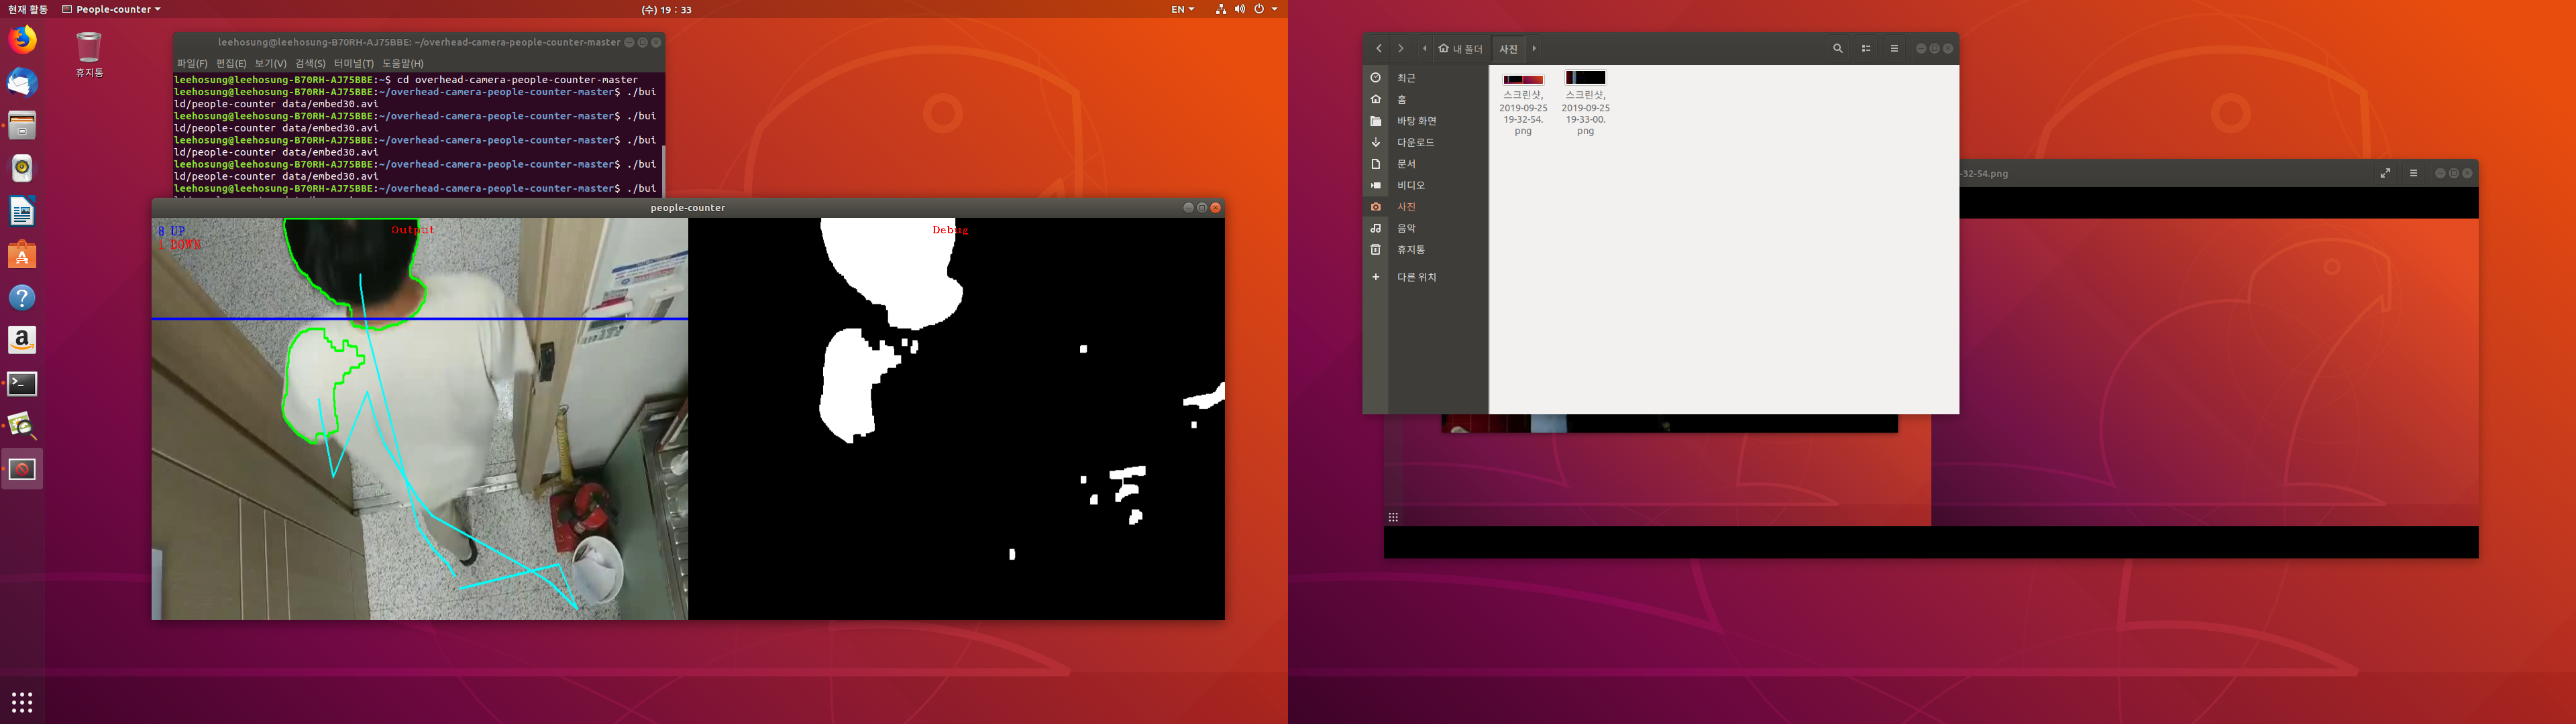 현재 활동
People-counter
(수) 19 : 33
EN
휴지통
leehosung@leehosung-B70RH-AJ75BBE: ~/overhead-camera-people-counter-master
파일(F) 편집(E) 보기(V) 검색(S) 터미널(T) 도움말(H)
leehosung@leehosung-B70RH-AJ75BBE:~$ cd overhead-camera-people-counter-master
leehosung@leehosung-B70RH-AJ75BBE:~/overhead-camera-people-counter-master$ ./bui
ld/people-counter data/embed30.avi
leehosung@leehosung-B70RH-AJ75BBE:~/overhead-camera-people-counter-master$ ./bui
ld/people-counter data/embed30.avi
leehosung@leehosung-B70RH-AJ75BBE:~/overhead-camera-people-counter-master$ ./bui
ld/people-counter data/embed30.avi
leehosung@leehosung-B70RH-AJ75BBE:~/overhead-camera-people-counter-master$ ./bui
ld/people-counter data/embed30.avi
leehosung@leehosung-B70RH-AJ75BBE:~/overhead-camera-people-counter-master$ ./bui
people-counter
UP
1 DOWN
Output
Debug
내 폴더
사진
최근
홈
바탕 화면
다운로드
문서
비디오
사진
음악
휴지통
다른 위치
스크린샷,
2019-09-25
19-32-54.
png
스크린샷,
2019-09-25
19-33-00.
png
-32-54.png